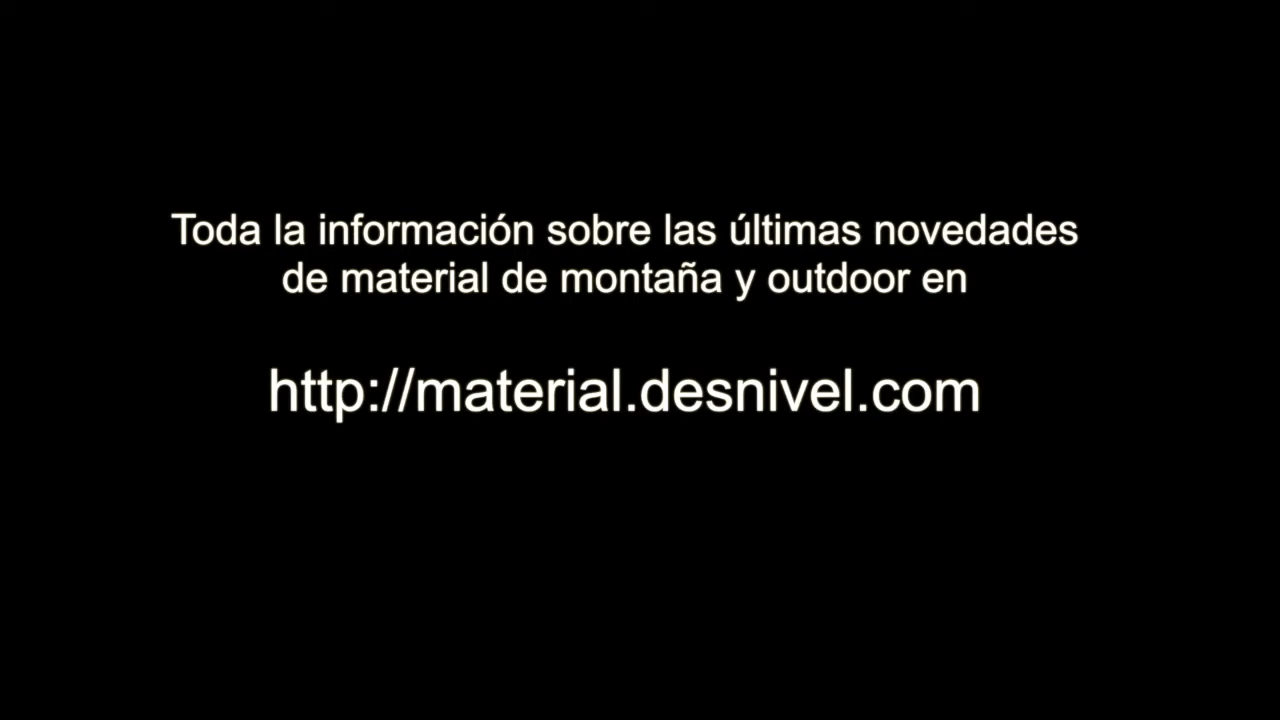 Toda la información sobre las últimas novedades
de material de montaña y outdoor en
http://material.desnivel.com